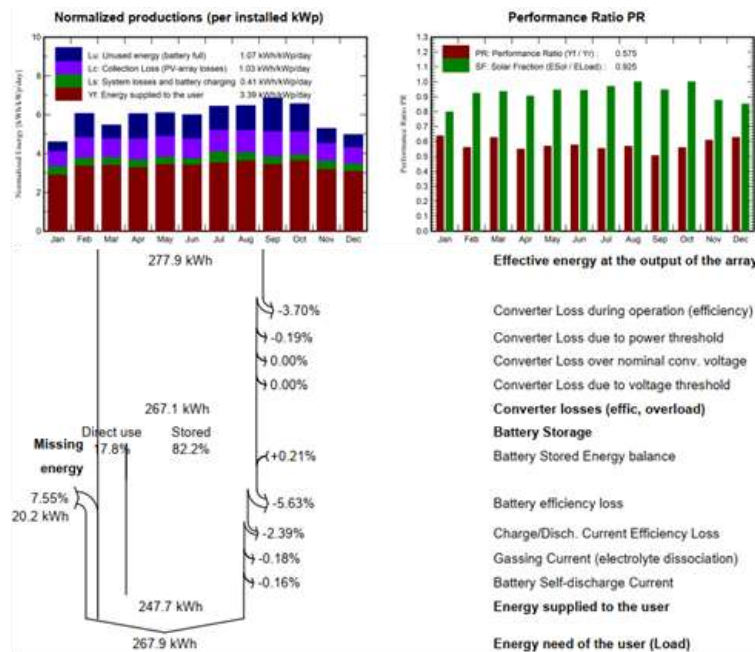 Normalized productions (per installed kWp)
Lu: Unused energy (battery full) 1.07 kWh/kWp/day
Lc: Collection Loss (PV-array losses) 1.03 kWh/kWp/day
Ls: System losses and battery charging 0.41 kWh/kWp/day
Yf: Energy supplied to the user 3.39 kWh/kWp/day
Normalized Energy [kWh/kWp/day]
10
8
6
4
2
0
Jan Feb Mar Apr May Jun Jul Aug Sep Oct Nov Dec
Performance Ratio PR
PR: Performance Ratio (Yf / Yr) : 0.575
SF: Solar Fraction (ESol / ELoad) : 0.925
Performance Ratio PR
1.3
1.2
1.1
1.0
0.9
0.8
0.7
0.6
0.5
0.4
0.3
0.2
0.1
0.0
Jan Feb Mar Apr May Jun Jul Aug Sep Oct Nov Dec
277.9 kWh Effective energy at the output of the array
-3.70% Converter Loss during operation (efficiency)
-0.19% Converter Loss due to power threshold
0.00% Converter Loss over nominal conv. voltage
0.00% Converter Loss due to voltage threshold
267.1 kWh Converter losses (effic, overload)
Direct use Stored Battery Storage
Missing 17.8% 82.2% +0.21% Battery Stored Energy balance
energy
7.55% -5.63% Battery efficiency loss
20.2 kWh
-2.39% Charge/Disch. Current Efficiency Loss
-0.18% Gassing Current (electrolyte dissociation)
-0.16% Battery Self-discharge Current
247.7 kWh Energy supplied to the user
267.9 kWh Energy need of the user (Load)